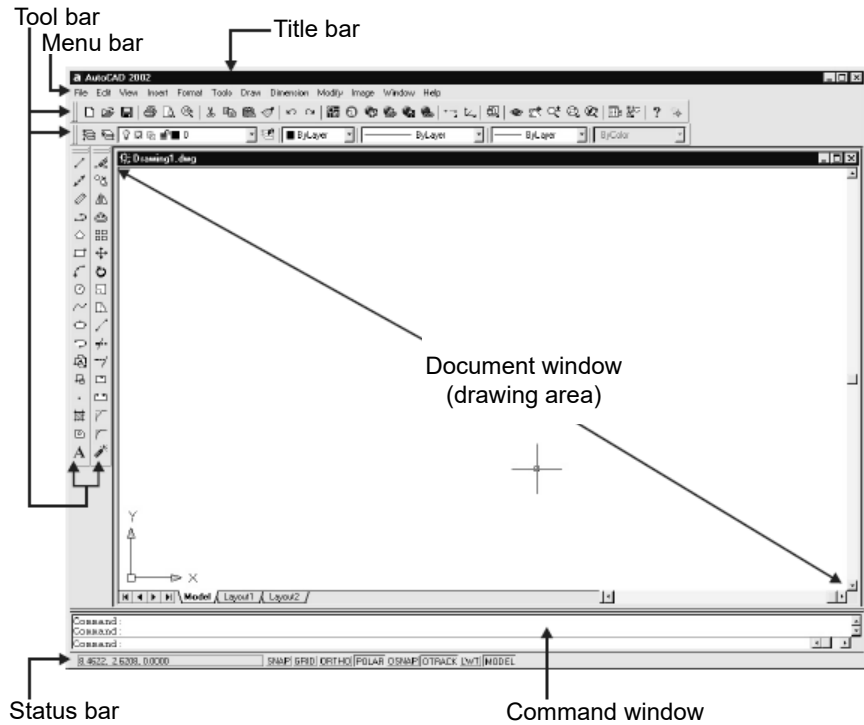 Tool bar
Menu bar
Title bar
AutoCAD 2002
File Edit View Insert Format Tools Draw Dimension Modify Image Window Help
0 ByLayer ByLayer ByLayer ByColor
Drawing1.dwg
Document window
(drawing area)
A
Y
X
Model Layout1 Layout2
Command:
Command:
Command:
8.4622, 2.6208, 0.0000 SNAP GRID ORTHO POLAR OSNAP OTRACK LWT MODEL
Status bar
Command window